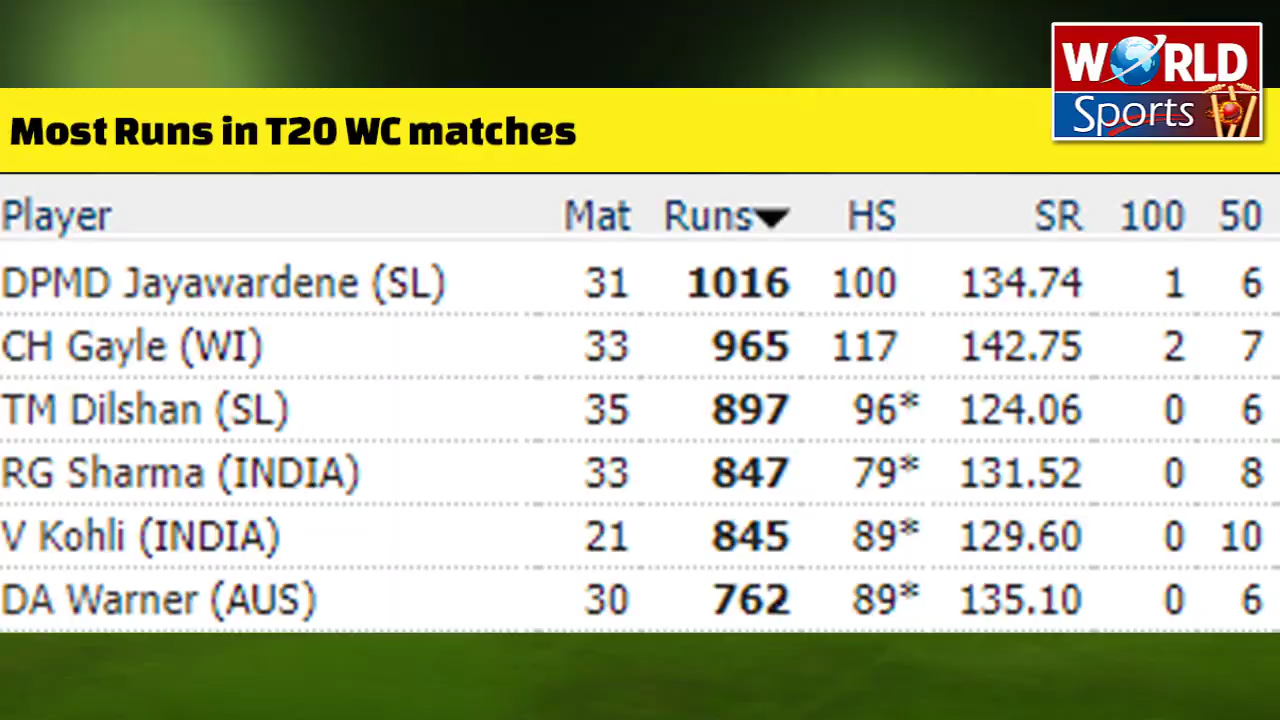 WORLD
Sports
Most Runs in T20 WC matches
Player Mat Runs▼ HS SR 100 50
DPMD Jayawardene (SL) 31 1016 100 134.74 1 6
CH Gayle (WI) 33 965 117 142.75 2 7
TM Dilshan (SL) 35 897 96* 124.06 0 6
RG Sharma (INDIA) 33 847 79* 131.52 0 8
V Kohli (INDIA) 21 845 89* 129.60 0 10
DA Warner (AUS) 30 762 89* 135.10 0 6